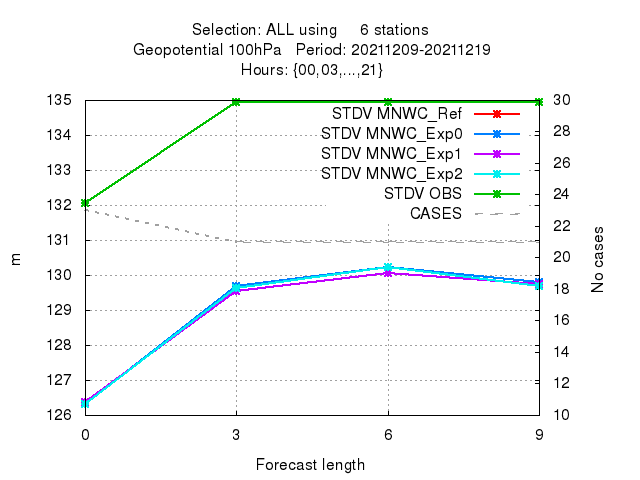 Selection: ALL using 6 stations
Geopotential 100hPa Period: 20211209-20211219
Hours: {00,03,...,21}
135 30
STDV MNWC_Ref
134 28
STDV MNWC_Exp0
133 26
STDV MNWC_Exp1
STDV MNWC_Exp2
132 24
STDV OBS
CASES
131 22
130 20
129 18
128 16
127 14
126 12
10
m
No cases
0 3 6 9
Forecast length